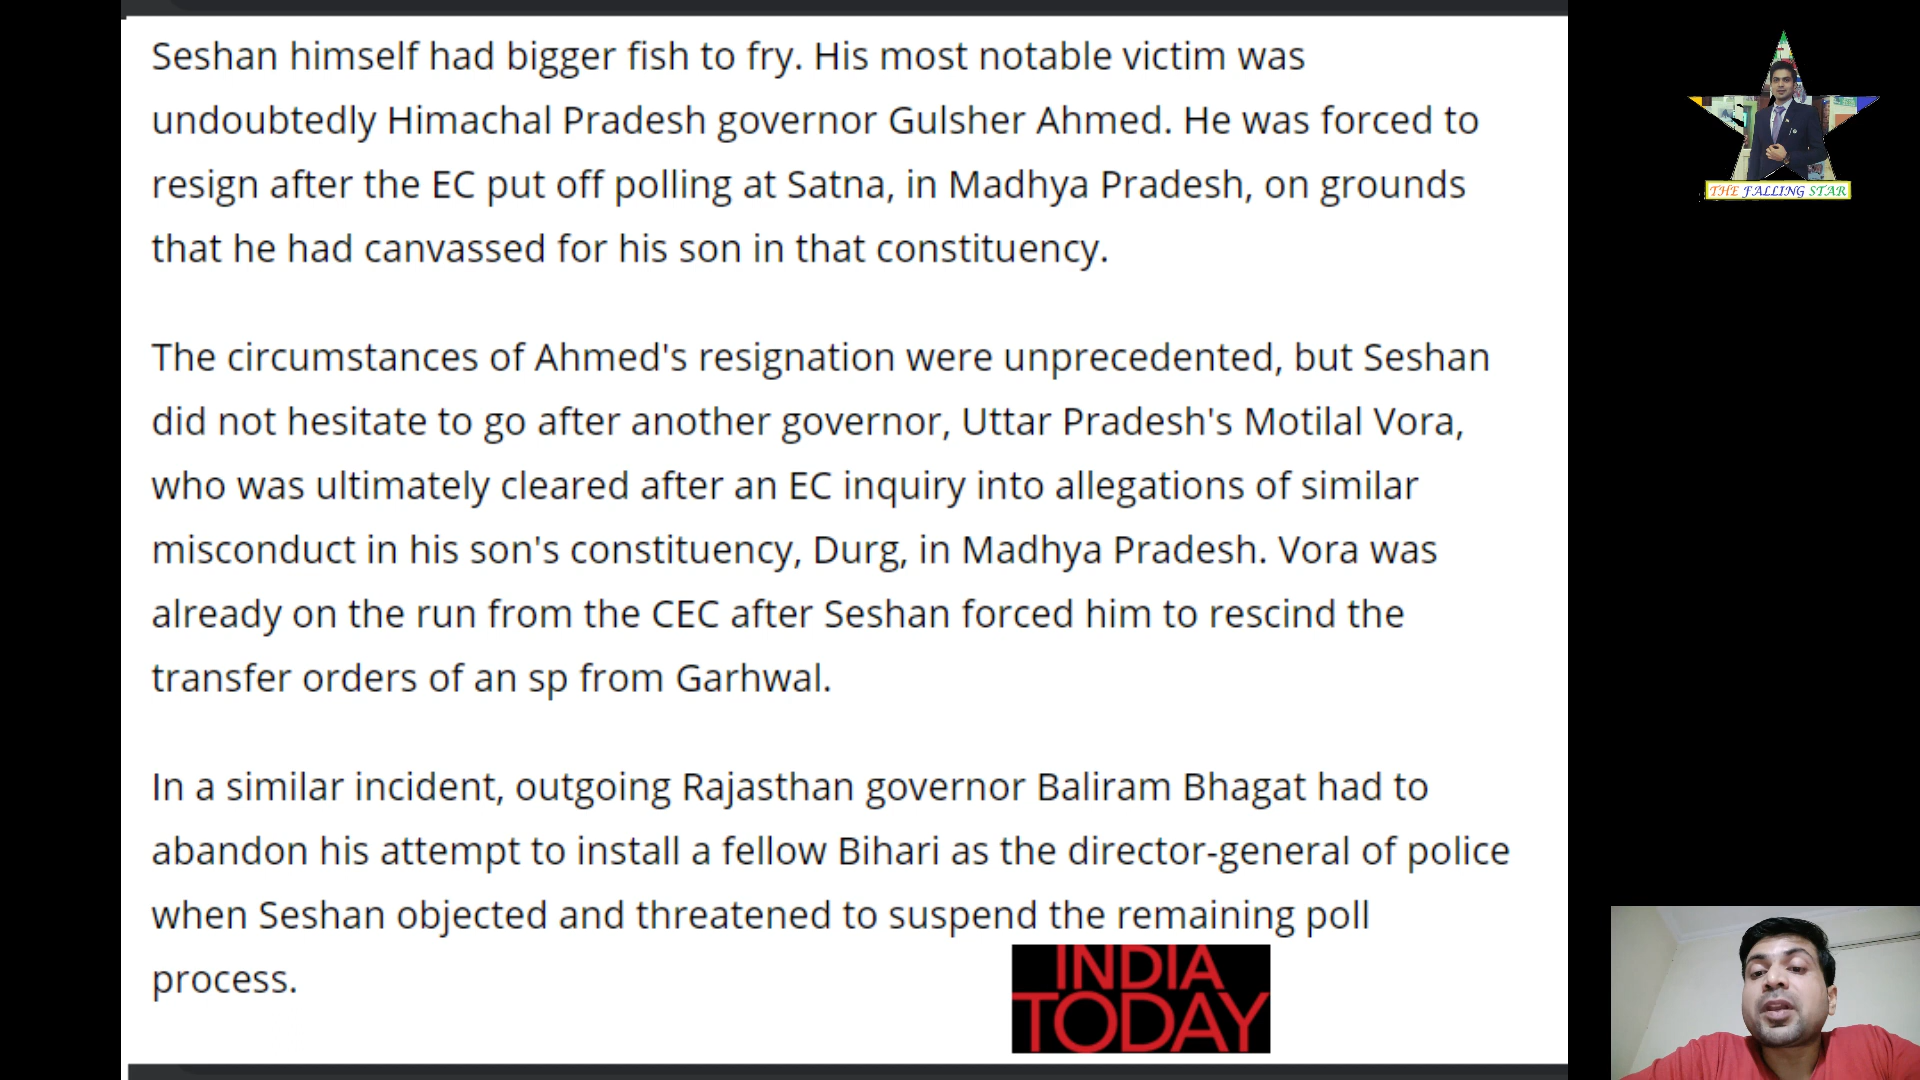 Seshan himself had bigger fish to fry. His most notable victim was
undoubtedly Himachal Pradesh governor Gulsher Ahmed. He was forced to
resign after the EC put off polling at Satna, in Madhya Pradesh, on grounds
that he had canvassed for his son in that constituency.
The circumstances of Ahmed's resignation were unprecedented, but Seshan
did not hesitate to go after another governor, Uttar Pradesh's Motilal Vora,
who was ultimately cleared after an EC inquiry into allegations of similar
misconduct in his son's constituency, Durg, in Madhya Pradesh. Vora was
already on the run from the CEC after Seshan forced him to rescind the
transfer orders of an sp from Garhwal.
In a similar incident, outgoing Rajasthan governor Baliram Bhagat had to
abandon his attempt to install a fellow Bihari as the director-general of police
when Seshan objected and threatened to suspend the remaining poll
process.
INDIA
TODAY
THE FALLING STAR